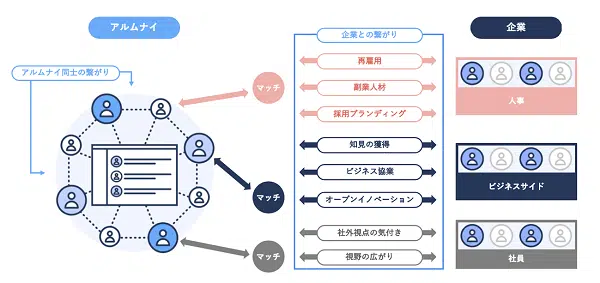 アルムナイ
企業との繋がり
企業
アルムナイ同士の繋がり
再雇用
マッチ
副業人材
採用ブランディング
人事
知見の獲得
ビジネス協業
マッチ
オープンイノベーション
ビジネスサイド
社外視点の気付き
マッチ
視野の広がり
社員